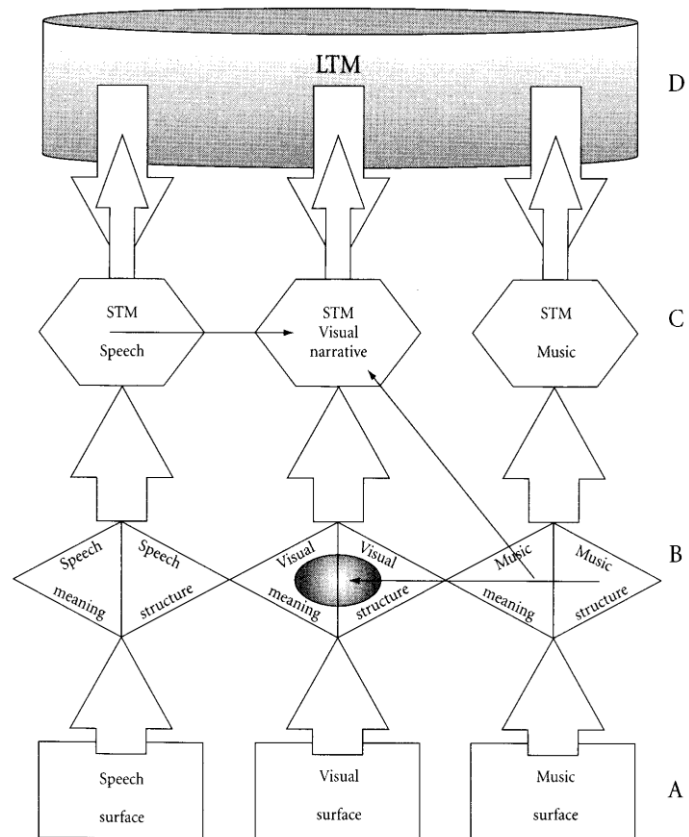 LTM
D
STM
Speech
STM
Visual
narrative
STM
Music
C
Speech
meaning
Speech
structure
Visual
meaning
Visual
structure
Music
meaning
Music
structure
B
Speech
surface
Visual
surface
Music
surface
A